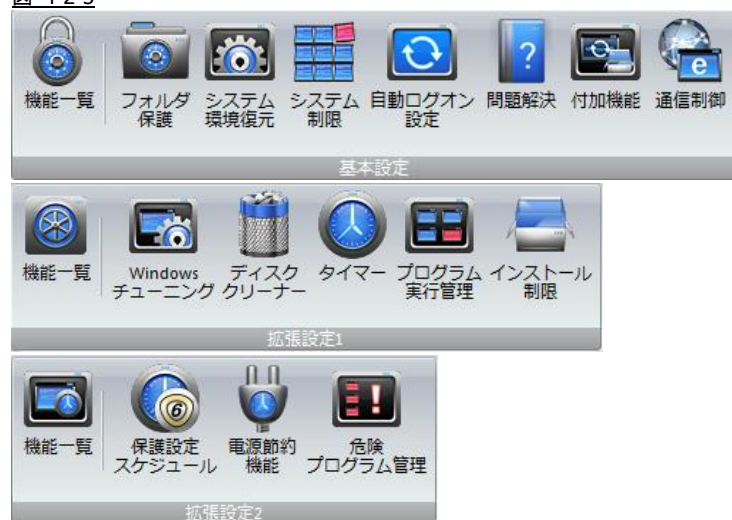 図 4-2-5
機能一覧
フォルダ
保護
システム
環境復元
システム
制限
自動ログオン
設定
?
問題解決
付加機能
e
通信制御
基本設定
機能一覧
Windows
チューニング
ディスク
クリーナー
タイマー
プログラム
実行管理
インストール
制限
拡張設定1
機能一覧
6
保護設定
スケジュール
電源節約
機能
!
危険
プログラム管理
拡張設定2